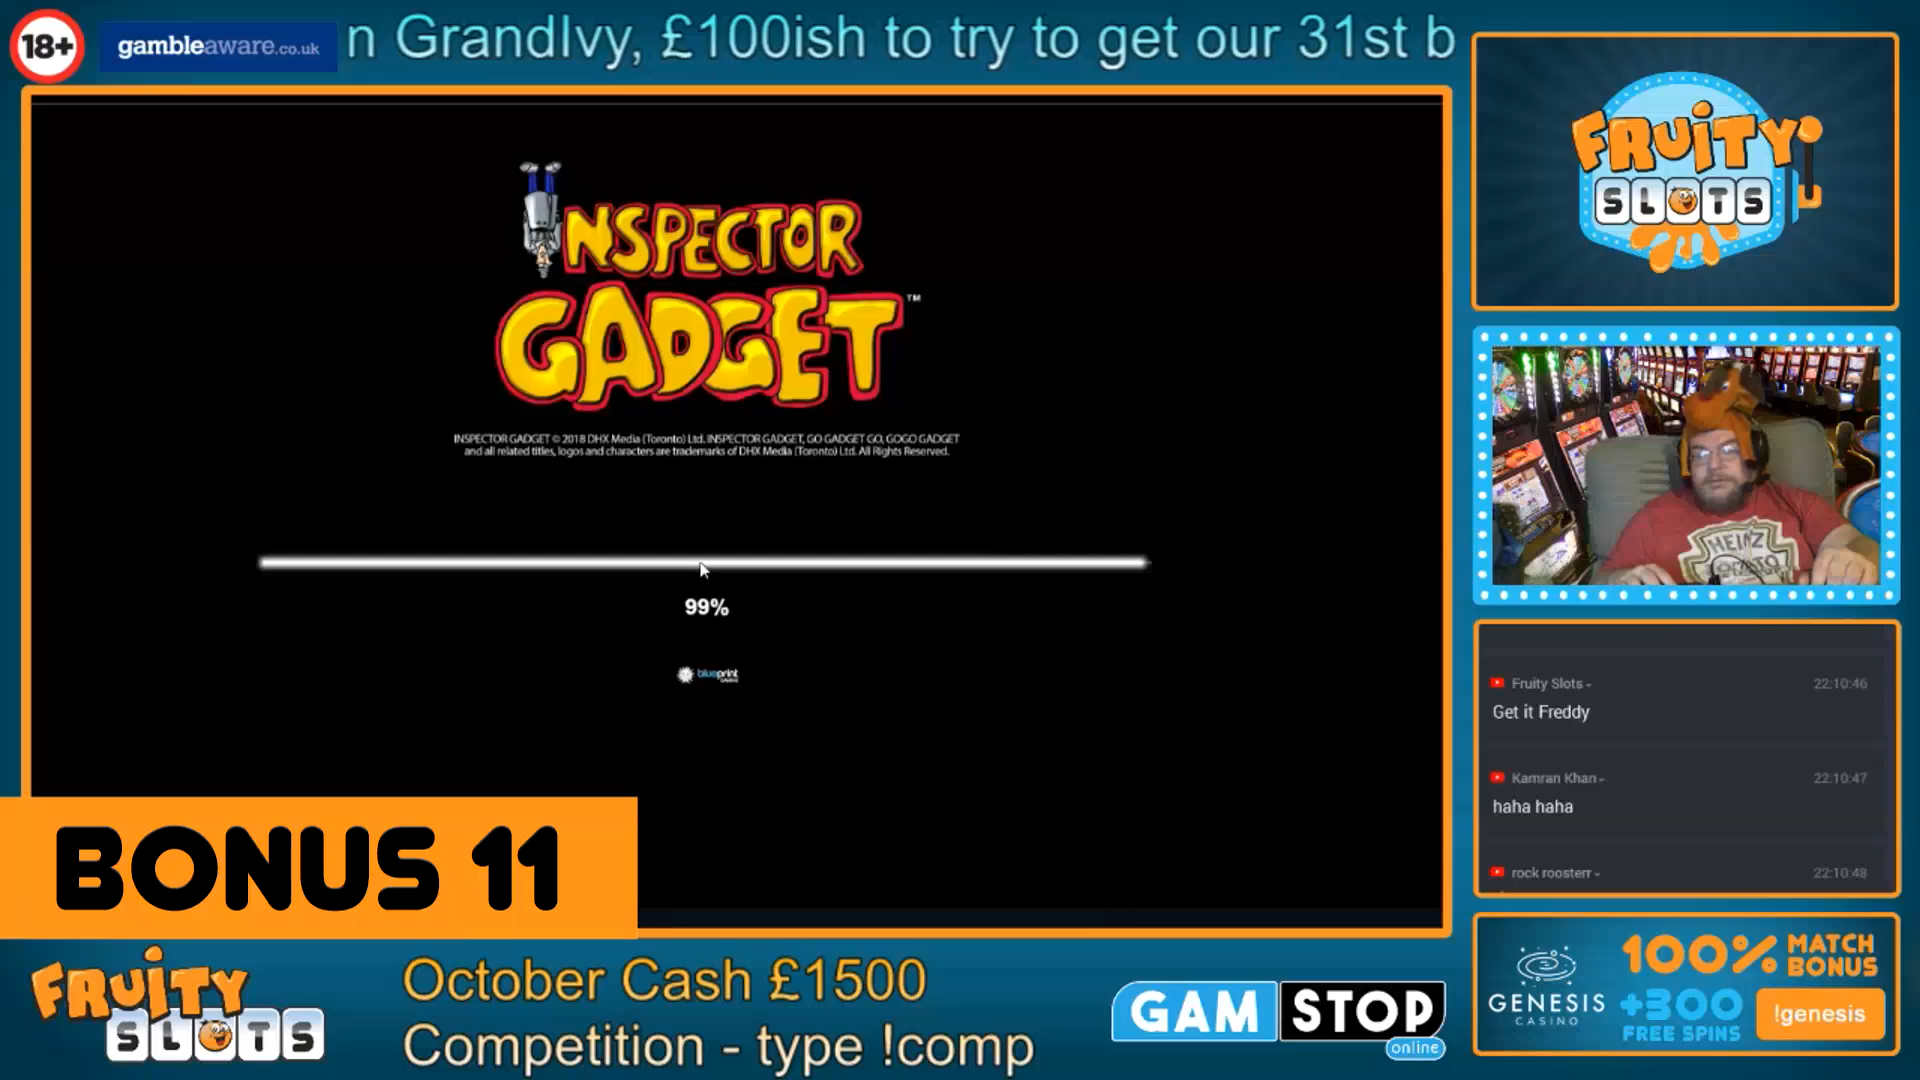 18+
gambleaware.co.uk
n GrandIvy, £100ish to try to get our 31st b
FRUITY
SLOTS
INSPECTOR
GADGET™
INSPECTOR GADGET © 2018 DHX Media (Toronto) Ltd. INSPECTOR GADGET, GO GADGET GO, GOGO GADGET
and all related titles, logos and characters are trademarks of DHX Media (Toronto) Ltd. All Rights Reserved.
99%
blueprint
HEINZ
Fruity Slots -
22:10:46
Get it Freddy
Kamran Khan -
22:10:47
haha haha
rock roosterr -
22:10:48
BONUS 11
FRUITY
SLOTS
October Cash £1500
Competition - type !comp
GAMSTOP
online
GENESIS
CASINO
100% MATCH
BONUS
+300
FREE SPINS
!genesis